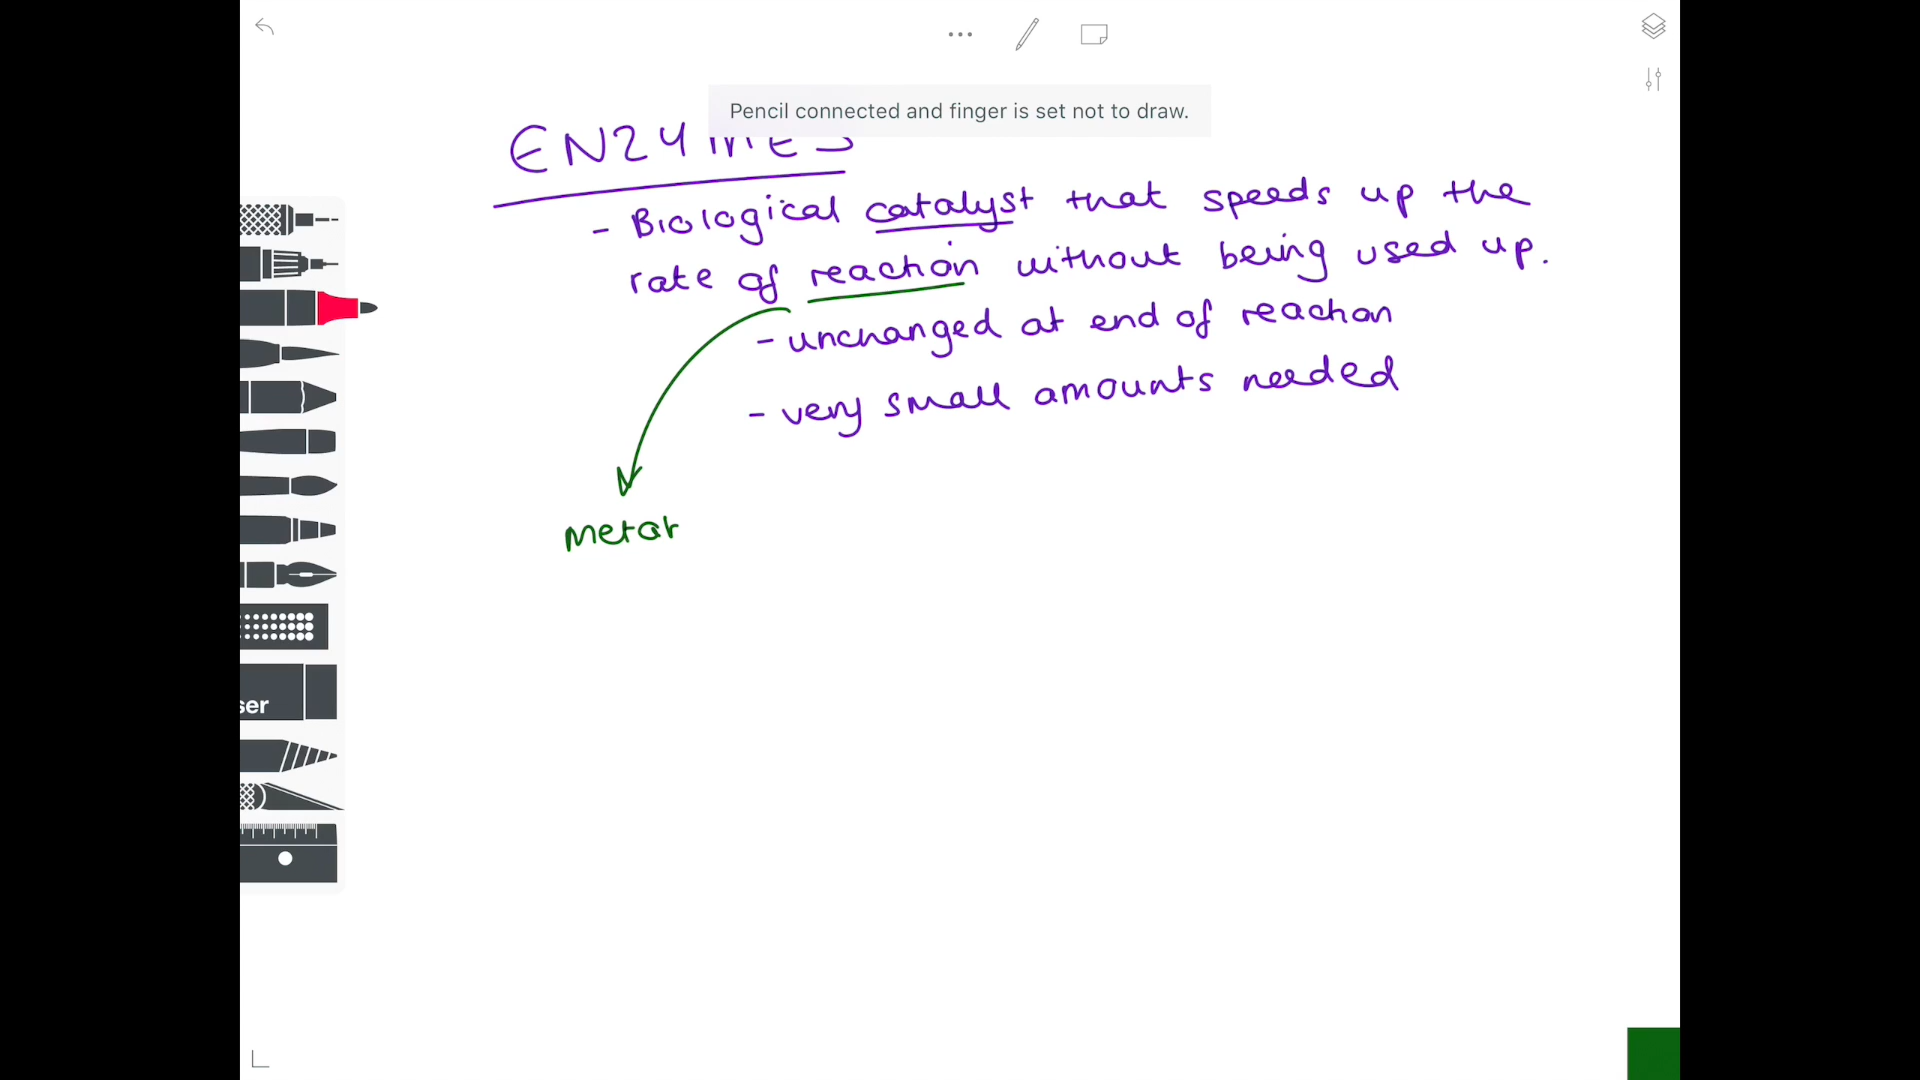 Pencil connected and finger is set not to draw.
ENZYMES
- Biological catalyst that speeds up the
rate of reaction without being used up.
- unchanged at end of reaction
- very small amounts needed
ser